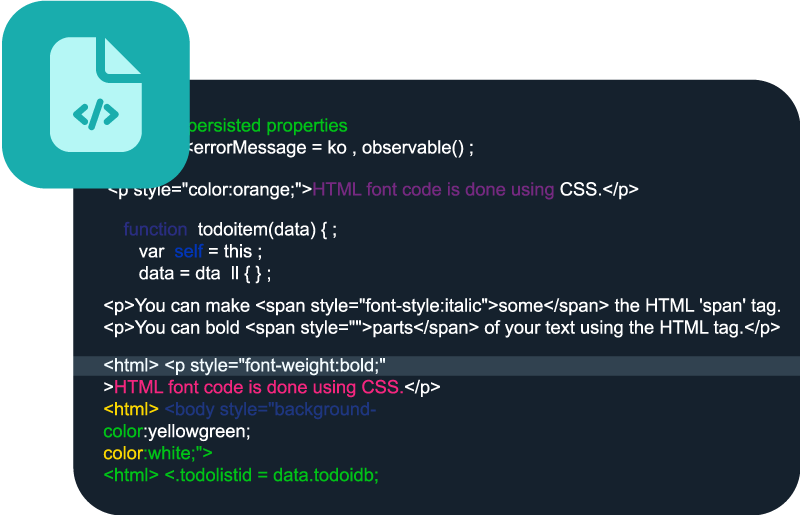 </>
persisted properties
<errorMessage = ko , observable() ;
<p style="color:orange;">HTML font code is done using CSS.</p>
function todoitem(data) { ;
var self = this ;
data = dta ll { } ;
<p>You can make <span style="font-style:italic">some</span> the HTML 'span' tag.
<p>You can bold <span style="">parts</span> of your text using the HTML tag.</p>
<html> <p style="font-weight:bold;"
>HTML font code is done using CSS.</p>
<html> <body style="background-
color:yellowgreen;
color:white;">
<html> <.todolistid = data.todoidb;